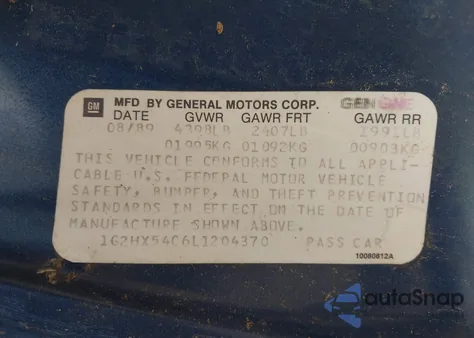 GM MFD BY GENERAL MOTORS CORP. GEN GME
DATE GVWR GAWR FRT GAWR RR
08/89 4398LB 2407LB 1991LB
01995KG 01092KG 00903KG
THIS VEHICLE CONFORMS TO ALL APPLI-
CABLE U.S. FEDERAL MOTOR VEHICLE
SAFETY, BUMPER, AND THEFT PREVENTION
STANDARDS IN EFFECT ON THE DATE OF
MANUFACTURE SHOWN ABOVE.
1G2HX54C6L1204370 PASS CAR
10080812A
autoSnap